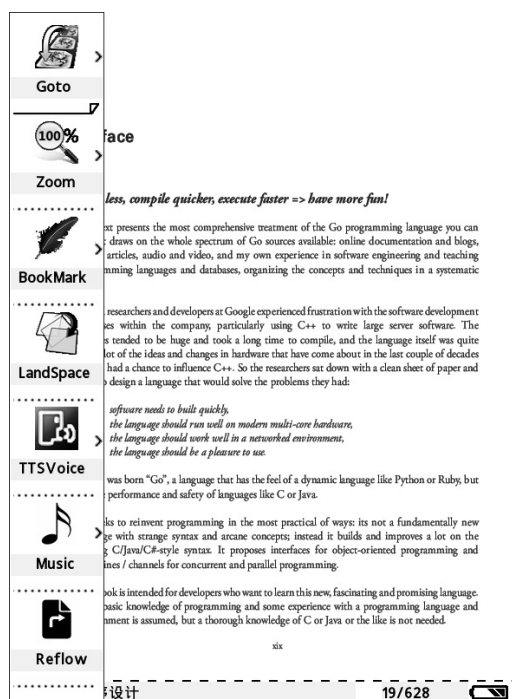 Goto
100%
Zoom
BookMark
LandSpace
TTSVoice
Music
Reflow
face
less, compile quicker, execute faster => have more fun!
presents the most comprehensive treatment of the Go programming language you can
draws on the whole spectrum of Go sources available: online documentation and blogs,
articles, audio and video, and my own experience in software engineering and teaching
languages and databases, organizing the concepts and techniques in a systematic
researchers and developers at Google experienced frustration with the software development
within the company, particularly using C++ to write large server software. The
tended to be huge and took a long time to compile, and the language itself was quite
lot of the ideas and changes in hardware that have come about in the last couple of decades
had a chance to influence C++. So the researchers sat down with a clean sheet of paper and
design a language that would solve the problems they had:
software needs to built quickly,
the language should run well on modern multi-core hardware,
the language should work well in a networked environment,
the language should be a pleasure to use.
was born “Go”, a language that has the feel of a dynamic language like Python or Ruby, but
performance and safety of languages like C or Java.
to reinvent programming in the most practical of ways: its not a fundamentally new
with strange syntax and arcane concepts; instead it builds and improves a lot on the
C/Java/C#-style syntax. It proposes interfaces for object-oriented programming and
/ channels for concurrent and parallel programming.
is intended for developers who want to learn this new, fascinating and promising language.
basic knowledge of programming and some experience with a programming language and
is assumed, but a thorough knowledge of C or Java or the like is not needed.
xix
设计
19/628